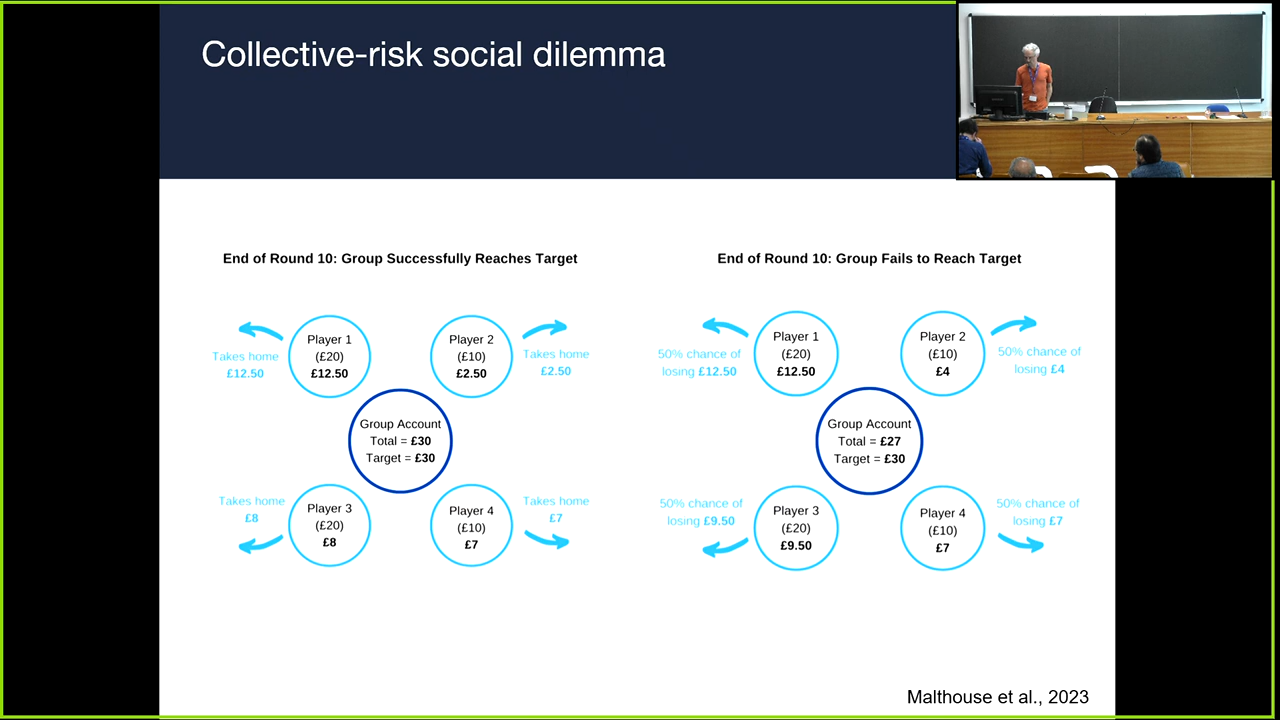 Collective-risk social dilemma
End of Round 10: Group Successfully Reaches Target
Player 1
(£20)
£12.50
Takes home
£12.50
Player 2
(£10)
£2.50
Takes home
£2.50
Group Account
Total = £30
Target = £30
Player 3
(£20)
£8
Takes home
£8
Player 4
(£10)
£7
Takes home
£7
End of Round 10: Group Fails to Reach Target
Player 1
(£20)
£12.50
50% chance of
losing £12.50
Player 2
(£10)
£4
50% chance of
losing £4
Group Account
Total = £27
Target = £30
Player 3
(£20)
£9.50
50% chance of
losing £9.50
Player 4
(£10)
£7
50% chance of
losing £7
Malthouse et al., 2023